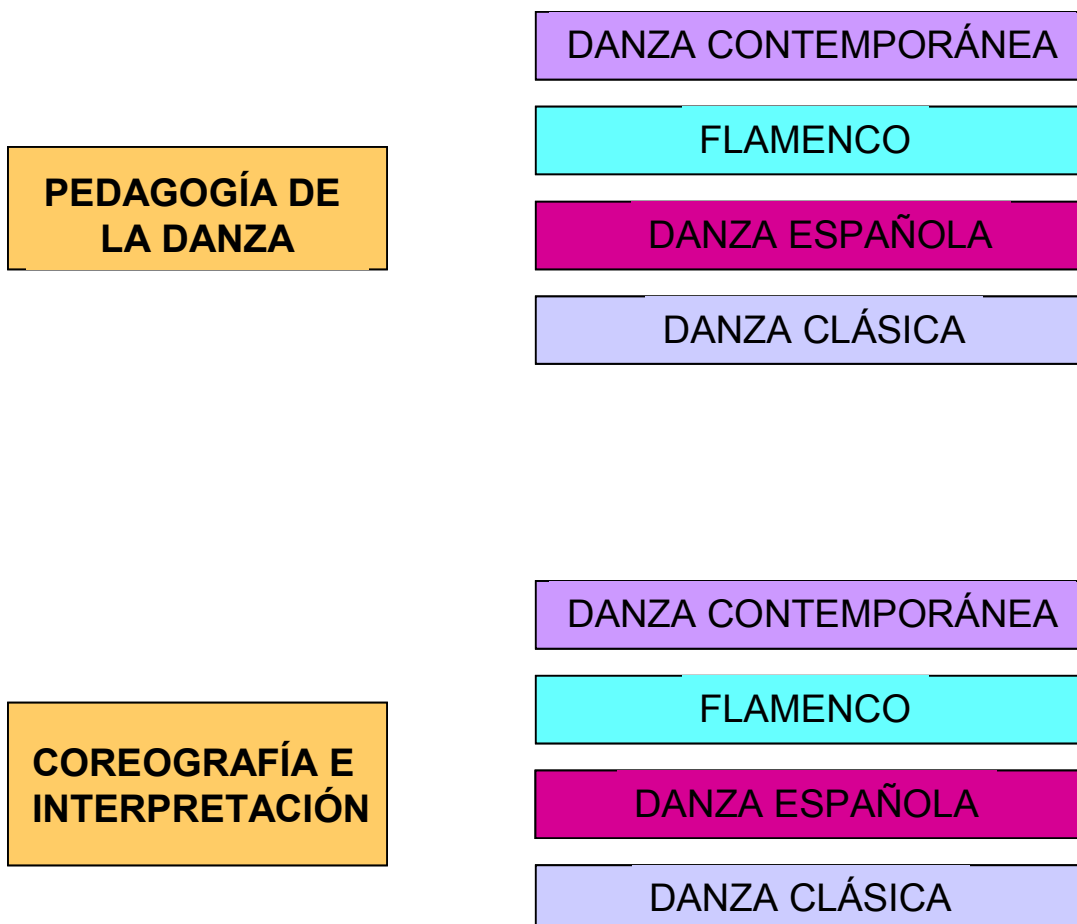 DANZA CONTEMPORÁNEA
FLAMENCO
PEDAGOGÍA DE
LA DANZA
DANZA ESPAÑOLA
DANZA CLÁSICA
DANZA CONTEMPORÁNEA
FLAMENCO
COREOGRAFÍA E
INTERPRETACIÓN
DANZA ESPAÑOLA
DANZA CLÁSICA